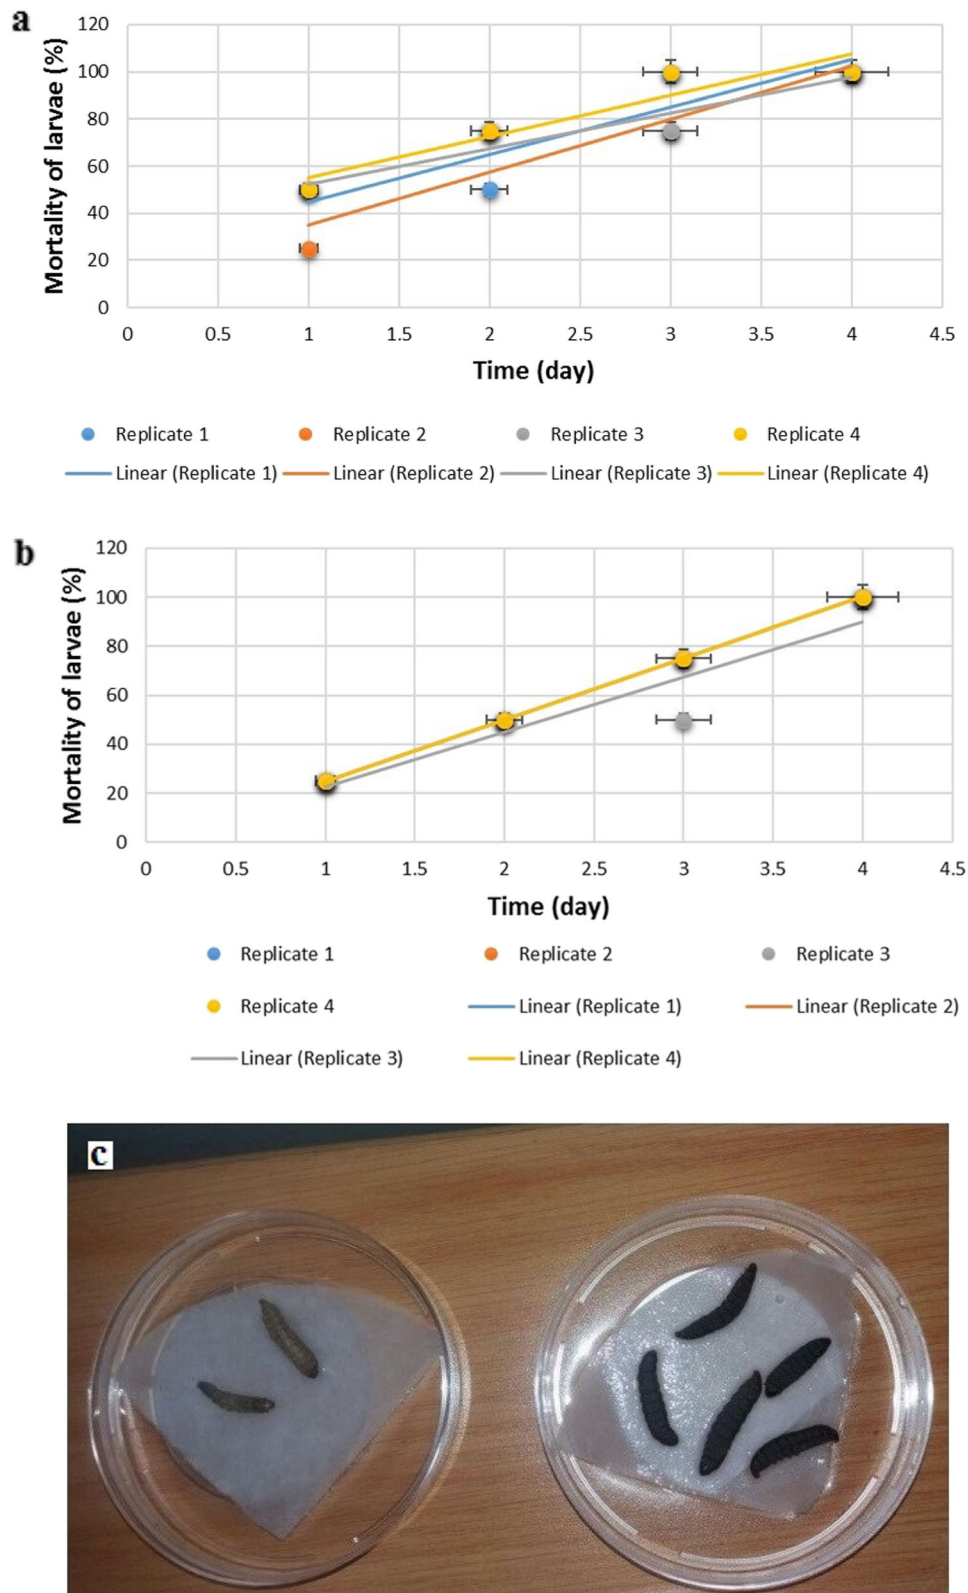 a
Mortality of larvae (%)
120
100
80
60
40
20
0
0 0.5 1 1.5 2 2.5 3 3.5 4 4.5
Time (day)
Replicate 1 Replicate 2 Replicate 3 Replicate 4
Linear (Replicate 1) Linear (Replicate 2) Linear (Replicate 3) Linear (Replicate 4)
b
Mortality of larvae (%)
120
100
80
60
40
20
0
0 0.5 1 1.5 2 2.5 3 3.5 4 4.5
Time (day)
Replicate 1 Replicate 2 Replicate 3
Replicate 4 Linear (Replicate 1) Linear (Replicate 2)
Linear (Replicate 3) Linear (Replicate 4)
c